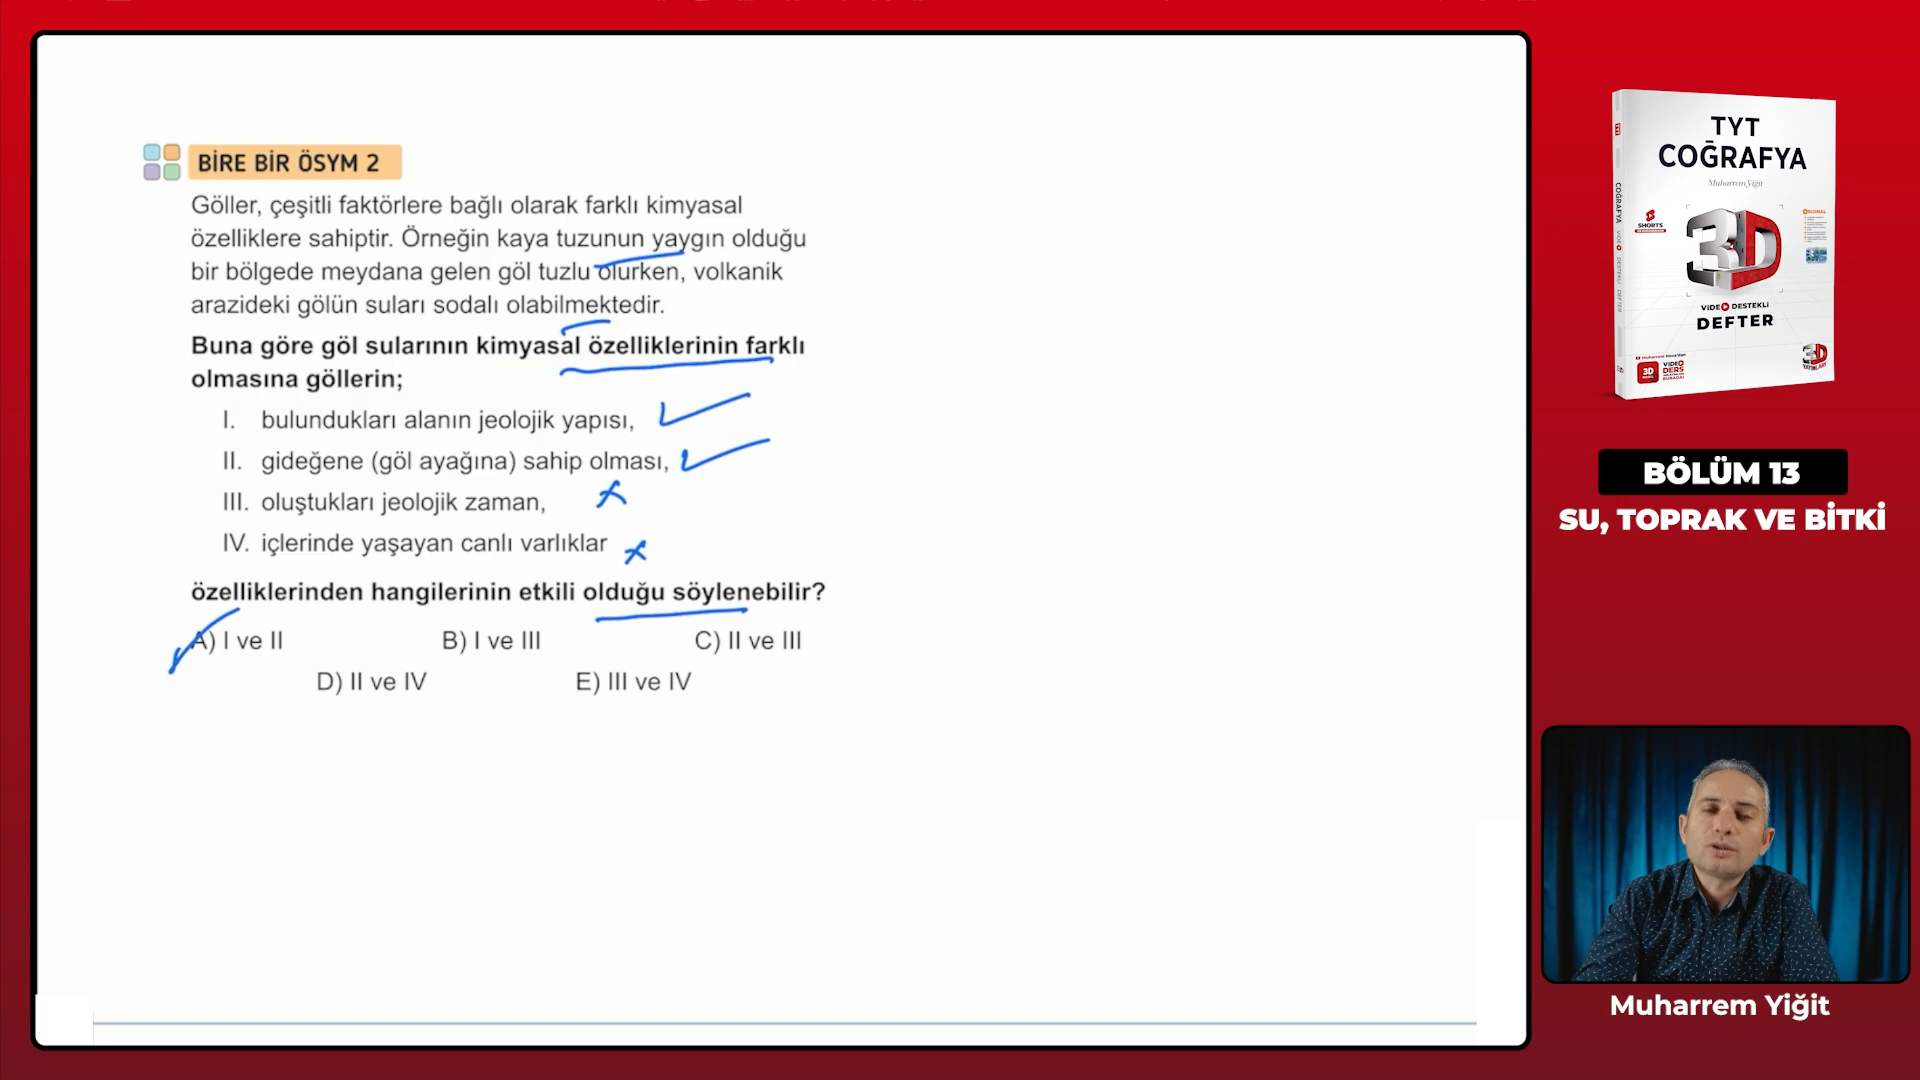 BİRE BİR ÖSYM 2
Göller, çeşitli faktörlere bağlı olarak farklı kimyasal
özelliklere sahiptir. Örneğin kaya tuzunun yaygın olduğu
bir bölgede meydana gelen göl tuzlu olurken, volkanik
arazideki gölün suları sodalı olabilmektedir.
Buna göre göl sularının kimyasal özelliklerinin farklı
olmasına göllerin;
I. bulundukları alanın jeolojik yapısı,
II. gideğene (göl ayağına) sahip olması,
III. oluştukları jeolojik zaman,
IV. içlerinde yaşayan canlı varlıklar
özelliklerinden hangilerinin etkili olduğu söylenebilir?
A) I ve II B) I ve III C) II ve III
D) II ve IV E) III ve IV
TYT
COĞRAFYA
Muharrem Yiğit
SHORTS
3D
VİDEO DESTEKLİ
DEFTER
BÖLÜM 13
SU, TOPRAK VE BİTKİ
Muharrem Yiğit